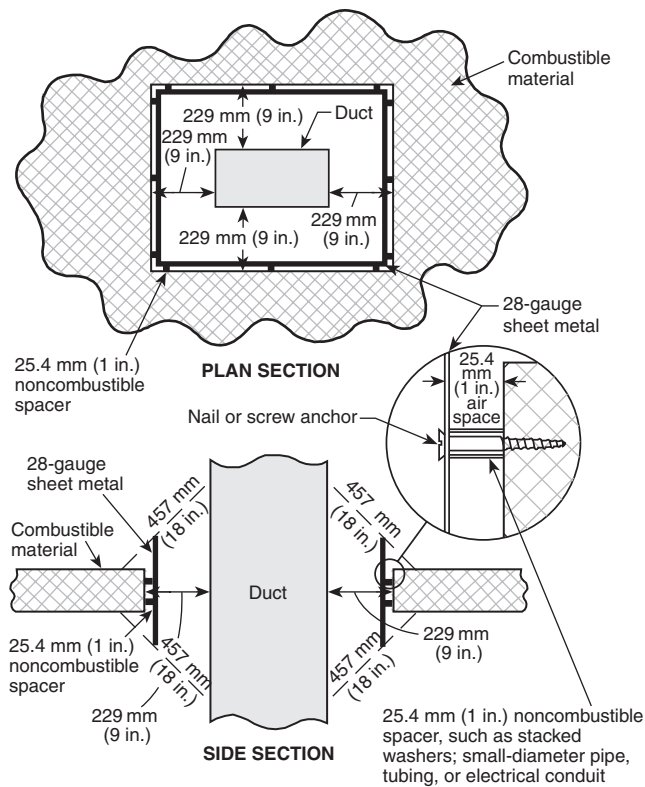 Combustible
material
229 mm (9 in.)
Duct
229 mm
(9 in.)
229 mm
(9 in.)
229 mm (9 in.)
28-gauge
sheet metal
25.4 mm (1 in.)
noncombustible
spacer
PLAN SECTION
25.4
mm
(1 in.)
air
space
Nail or screw anchor
28-gauge
sheet metal
457 mm
(18 in.)
457 mm
(18 in.)
Combustible
material
Duct
25.4 mm (1 in.)
noncombustible
spacer
457 mm
(18 in.)
457 mm
(18 in.)
229 mm
(9 in.)
229 mm
(9 in.)
SIDE SECTION
25.4 mm (1 in.) noncombustible
spacer, such as stacked
washers; small-diameter pipe,
tubing, or electrical conduit